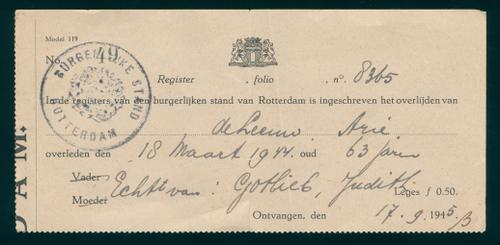 Model 119
No. 49
BURGERLIJKE STAND
ROTTERDAM
Register . folio . n°. 8365
In de registers van den burgerlijken stand van Rotterdam is ingeschreven het overlijden van
de Leeuw. Arie
overleden den 18 Maart 1944 oud 63 jaren
Vader
Moeder Echtg van: Gotlieb, Judith
Leges f 0.50.
Ontvangen, den 17. 9. 1945
DAM.